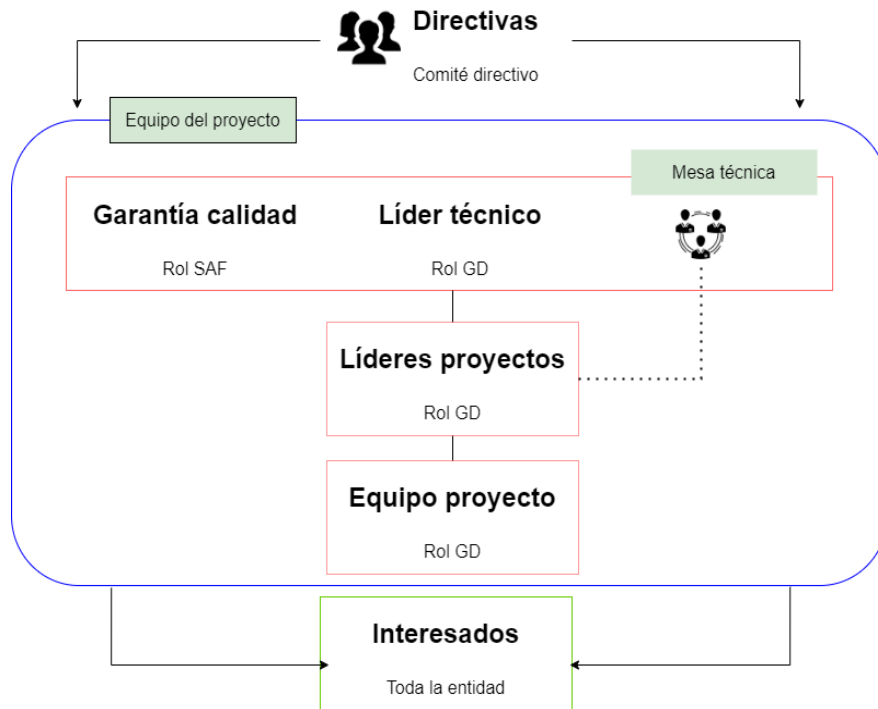 Directivas
Comité directivo
Equipo del proyecto
Mesa técnica
Garantía calidad
Líder técnico
Rol SAF
Rol GD
Líderes proyectos
Rol GD
Equipo proyecto
Rol GD
Interesados
Toda la entidad